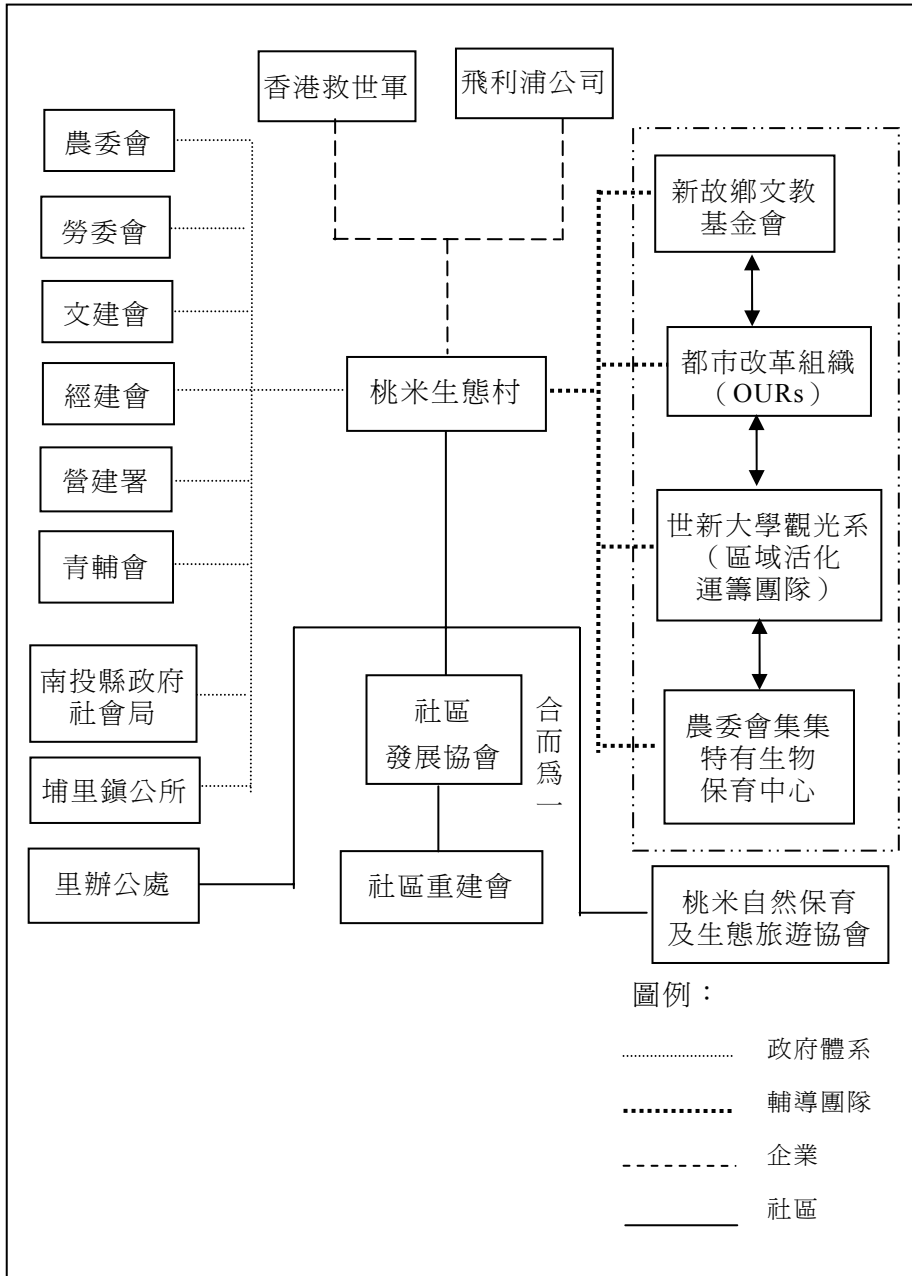 香港救世軍
飛利浦公司
農委會
勞委會
文建會
經建會
營建署
青輔會
南投縣政府
社會局
埔里鎮公所
里辦公處
桃米生態村
社區
發展協會
合而為一
社區重建會
新故鄉文教
基金會
都市改革組織
（OURs）
世新大學觀光系
（區域活化
運籌團隊）
農委會集集
特有生物
保育中心
桃米自然保育
及生態旅遊協會
圖例：
政府體系
輔導團隊
企業
社區